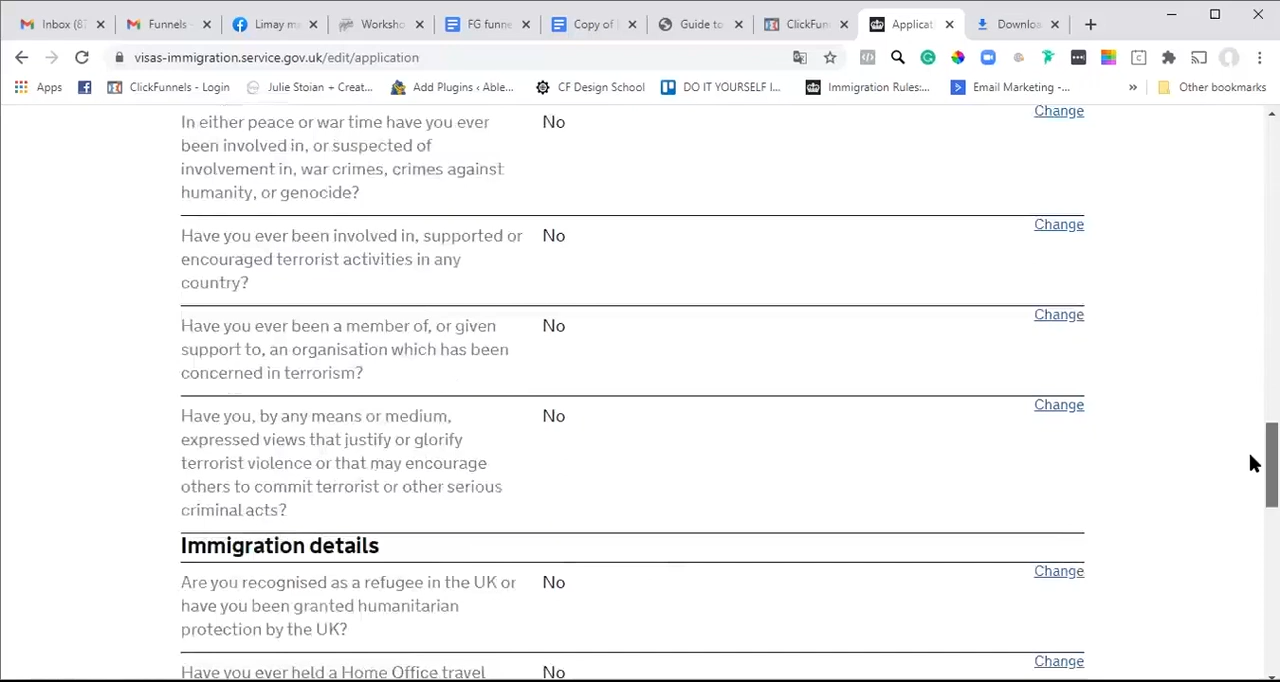 Inbox (8
Funnels -
Limay m
Worksho
FG funne
Copy of
Guide to
ClickFun
Applicat
Downloa
visas-immigration.service.gov.uk/edit/application
Apps
ClickFunnels - Login
Julie Stoian + Creat...
Add Plugins ‹ Able...
CF Design School
DO IT YOURSELF I...
Immigration Rules:...
Email Marketing -...
»
Other bookmarks
In either peace or war time have you ever
been involved in, or suspected of
involvement in, war crimes, crimes against
humanity, or genocide?
No
Change
Have you ever been involved in, supported or
encouraged terrorist activities in any
country?
No
Change
Have you ever been a member of, or given
support to, an organisation which has been
concerned in terrorism?
No
Change
Have you, by any means or medium,
expressed views that justify or glorify
terrorist violence or that may encourage
others to commit terrorist or other serious
criminal acts?
No
Change
Immigration details
Are you recognised as a refugee in the UK or
have you been granted humanitarian
protection by the UK?
No
Change
Have you ever held a Home Office travel
No
Change